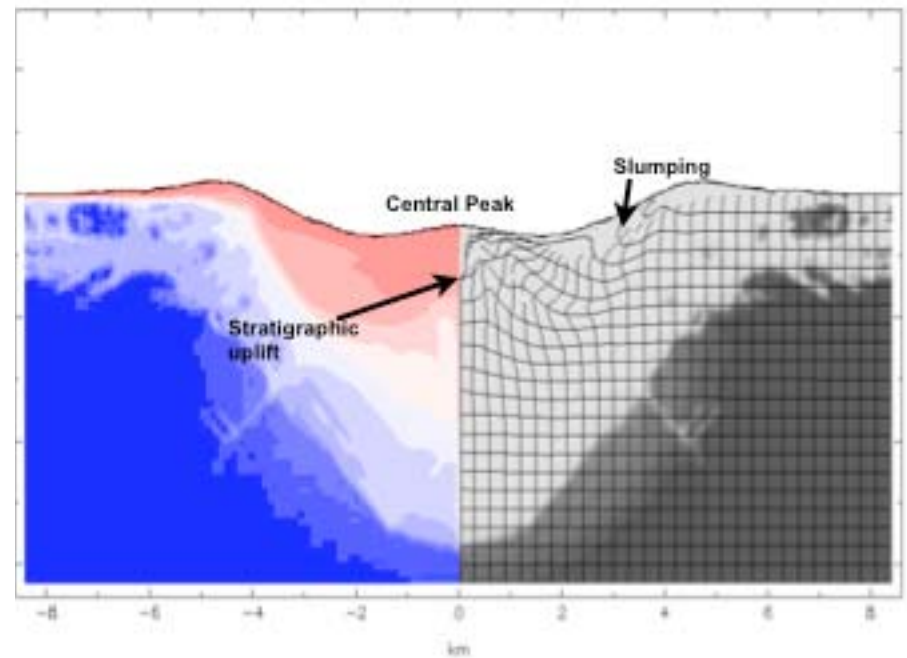 Slumping
Central Peak
Stratigraphic
uplift
-8 -6 -4 -2 0 2 4 6 8
km